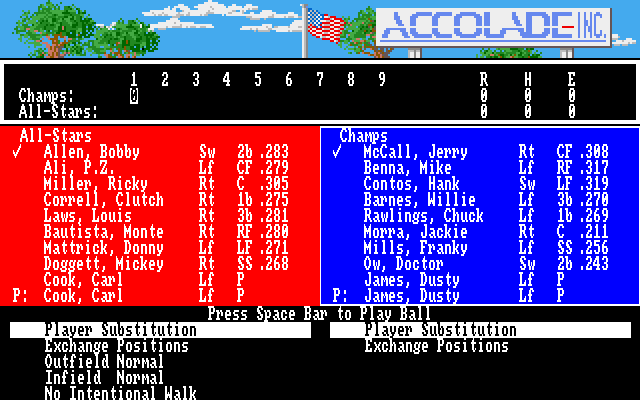 ACCOLADE-INC.
1 2 3 4 5 6 7 8 9 R H E
Champs: 0 0 0 0
All-Stars: 0 0 0
All-Stars
✓ Allen, Bobby Sw 2b .283
Ali, P.Z. Lf CF .279
Miller, Ricky Rt C .305
Correll, Clutch Rt 1b .275
Laws, Louis Rt 3b .281
Bautista, Monte Rt RF .280
Mattrick, Donny Lf LF .271
Doggett, Mickey Rt SS .268
Cook, Carl Lf P
P: Cook, Carl Lf P
Champs
✓ McCall, Jerry Rt CF .308
Benna, Mike Lf RF .317
Contos, Hank Sw LF .319
Barnes, Willie Lf 3b .270
Rawlings, Chuck Lf 1b .269
Morra, Jackie Rt C .211
Mills, Franky Lf SS .256
Ow, Doctor Sw 2b .243
James, Dusty Lf P
P: James, Dusty Lf P
Press Space Bar to Play Ball
Player Substitution
Exchange Positions
Outfield Normal
Infield Normal
No Intentional Walk
Player Substitution
Exchange Positions